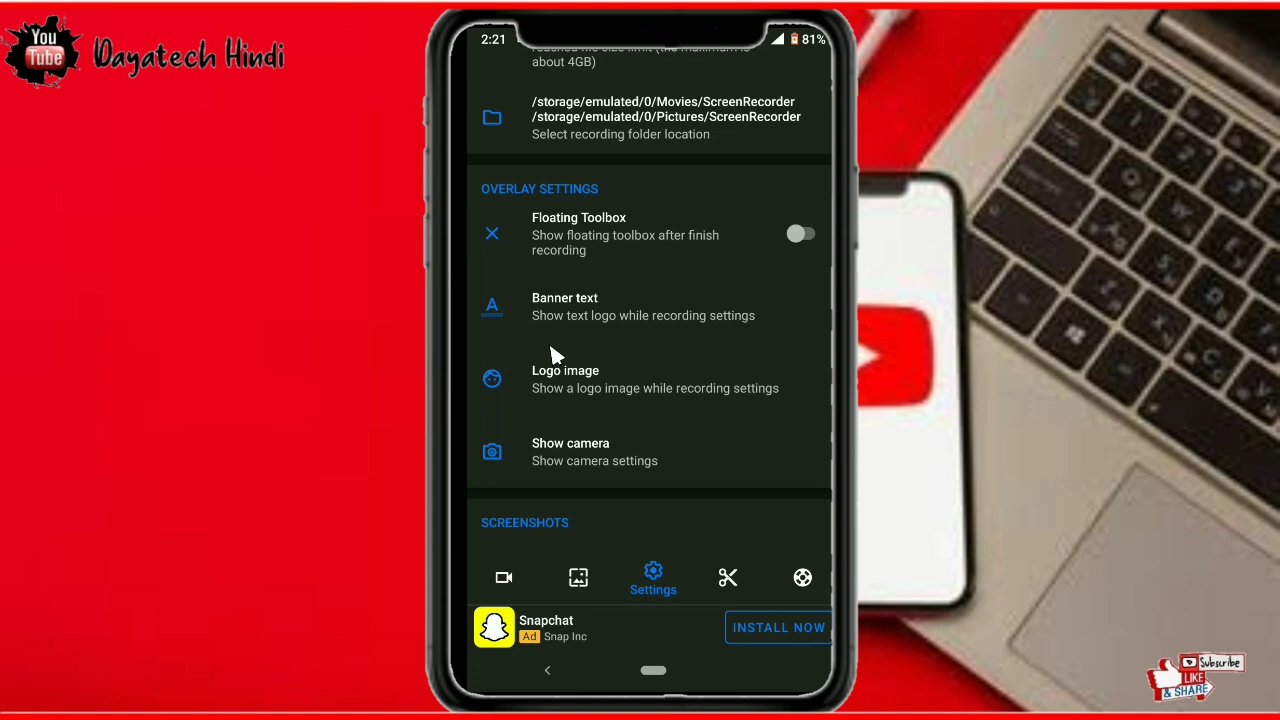 You
Tube
Dayatech Hindi
2:21
81%
about 4GB)
/storage/emulated/0/Movies/ScreenRecorder
/storage/emulated/0/Pictures/ScreenRecorder
Select recording folder location
OVERLAY SETTINGS
Floating Toolbox
Show floating toolbox after finish
recording
Banner text
Show text logo while recording settings
Logo image
Show a logo image while recording settings
Show camera
Show camera settings
SCREENSHOTS
Settings
Snapchat
Ad Snap Inc
INSTALL NOW
Subscribe
LIKE
& SHARE